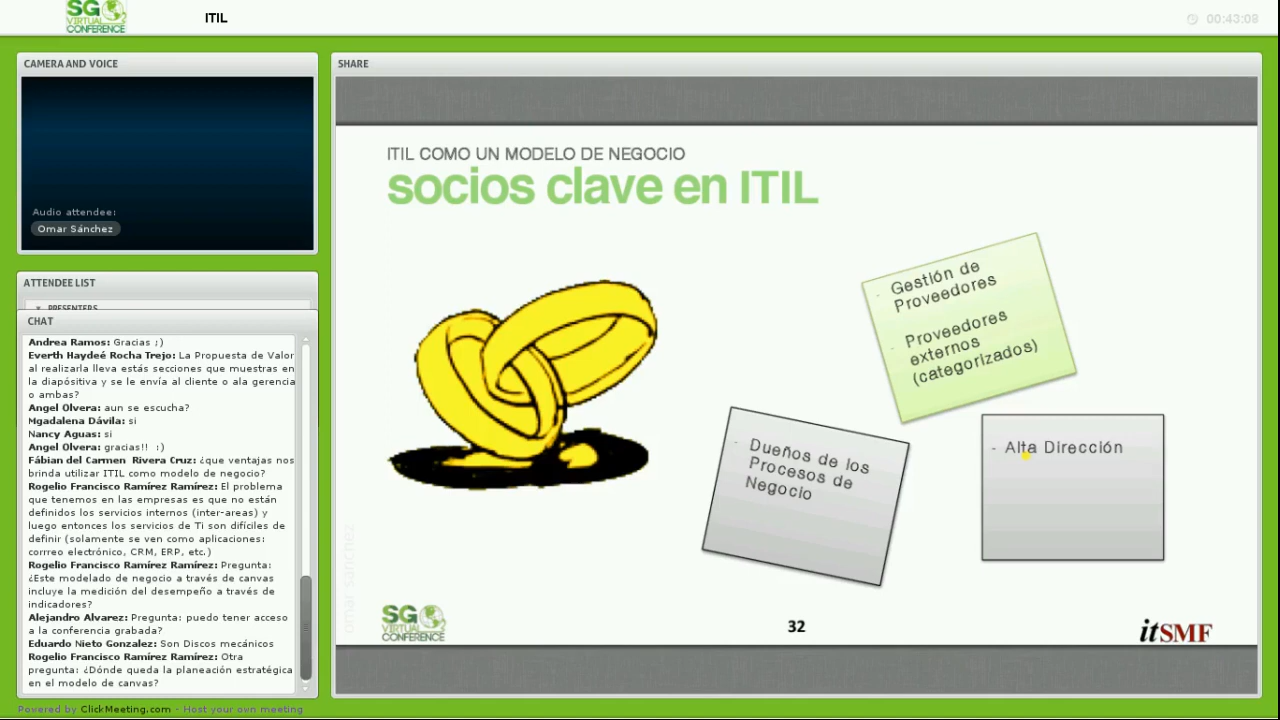 SG
VIRTUAL
CONFERENCE
ITIL
00:43:09
CAMERA AND VOICE
Audio attendee:
Omar Sánchez
ATTENDEE LIST
PRESENTERS
CHAT
Andrea Ramos: Gracias ;)
Everth Haydeé Rocha Trejo: La Propuesta de Valor
al realizarla lleva estás secciones que muestras en
la diapósitiva y se le envía al cliente o ala gerencia
o ambas?
Angel Olvera: aun se escucha?
Mgadalena Dávila: si
Nancy Aguas: si
Angel Olvera: gracias!! :)
Fábian del Carmen Rivera Cruz: ¿que ventajas nos
brinda utilizar ITIL como modelo de negocio?
Rogelio Francisco Ramírez Ramírez: El problema
que tenemos en las empresas es que no están
definidos los servicios internos (inter-areas) y
luego entonces los servicios de Ti son difíciles de
definir (solamente se ven como aplicaciones:
corrreo electrónico, CRM, ERP, etc.)
Rogelio Francisco Ramírez Ramírez: Pregunta:
¿Este modelado de negocio a través de canvas
incluye la medición del desempeño a través de
indicadores?
Alejandro Alvarez: Pregunta: puedo tener acceso
a la conferencia grabada?
Eduardo Nieto Gonzalez: Son Discos mecánicos
Rogelio Francisco Ramírez Ramírez: Otra
pregunta: ¿Dónde queda la planeación estratégica
en el modelo de canvas?
Powered by ClickMeeting.com - Host your own meeting
SHARE
ITIL COMO UN MODELO DE NEGOCIO
socios clave en ITIL
- Gestión de
Proveedores
- Proveedores
externos
(categorizados)
- Dueños de los
Procesos de
Negocio
- Alta Dirección
omar sánchez
SG
VIRTUAL
CONFERENCE
32
itSMF